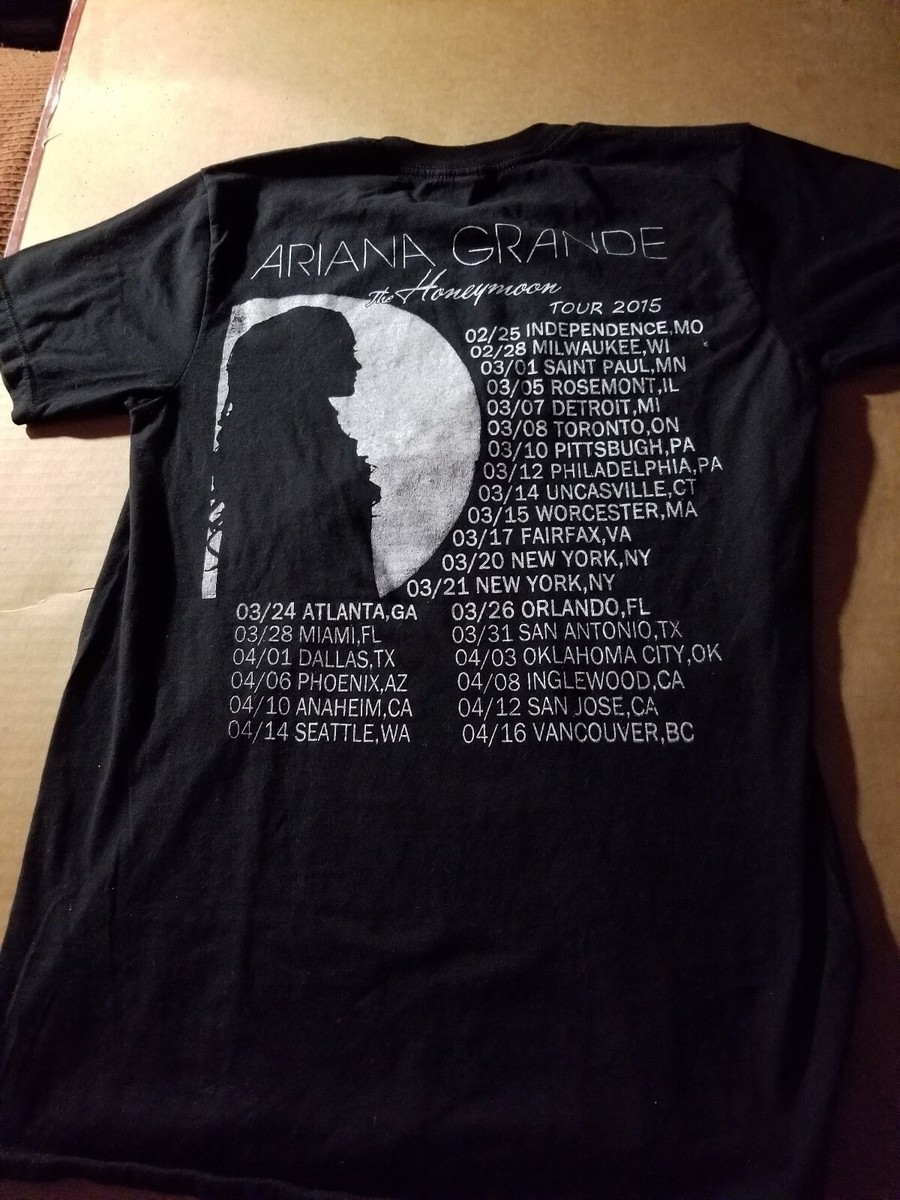 ARIANA GRANDE
The Honeymoon
TOUR 2015
02/25 INDEPENDENCE,MO
02/28 MILWAUKEE,WI
03/01 SAINT PAUL,MN
03/05 ROSEMONT,IL
03/07 DETROIT,MI
03/08 TORONTO,ON
03/10 PITTSBUGH,PA
03/12 PHILADELPHIA,PA
03/14 UNCASVILLE,CT
03/15 WORCESTER,MA
03/17 FAIRFAX,VA
03/20 NEW YORK,NY
03/21 NEW YORK,NY
03/24 ATLANTA,GA 03/26 ORLANDO,FL
03/28 MIAMI,FL 03/31 SAN ANTONIO,TX
04/01 DALLAS,TX 04/03 OKLAHOMA CITY,OK
04/06 PHOENIX,AZ 04/08 INGLEWOOD,CA
04/10 ANAHEIM,CA 04/12 SAN JOSE,CA
04/14 SEATTLE,WA 04/16 VANCOUVER,BC